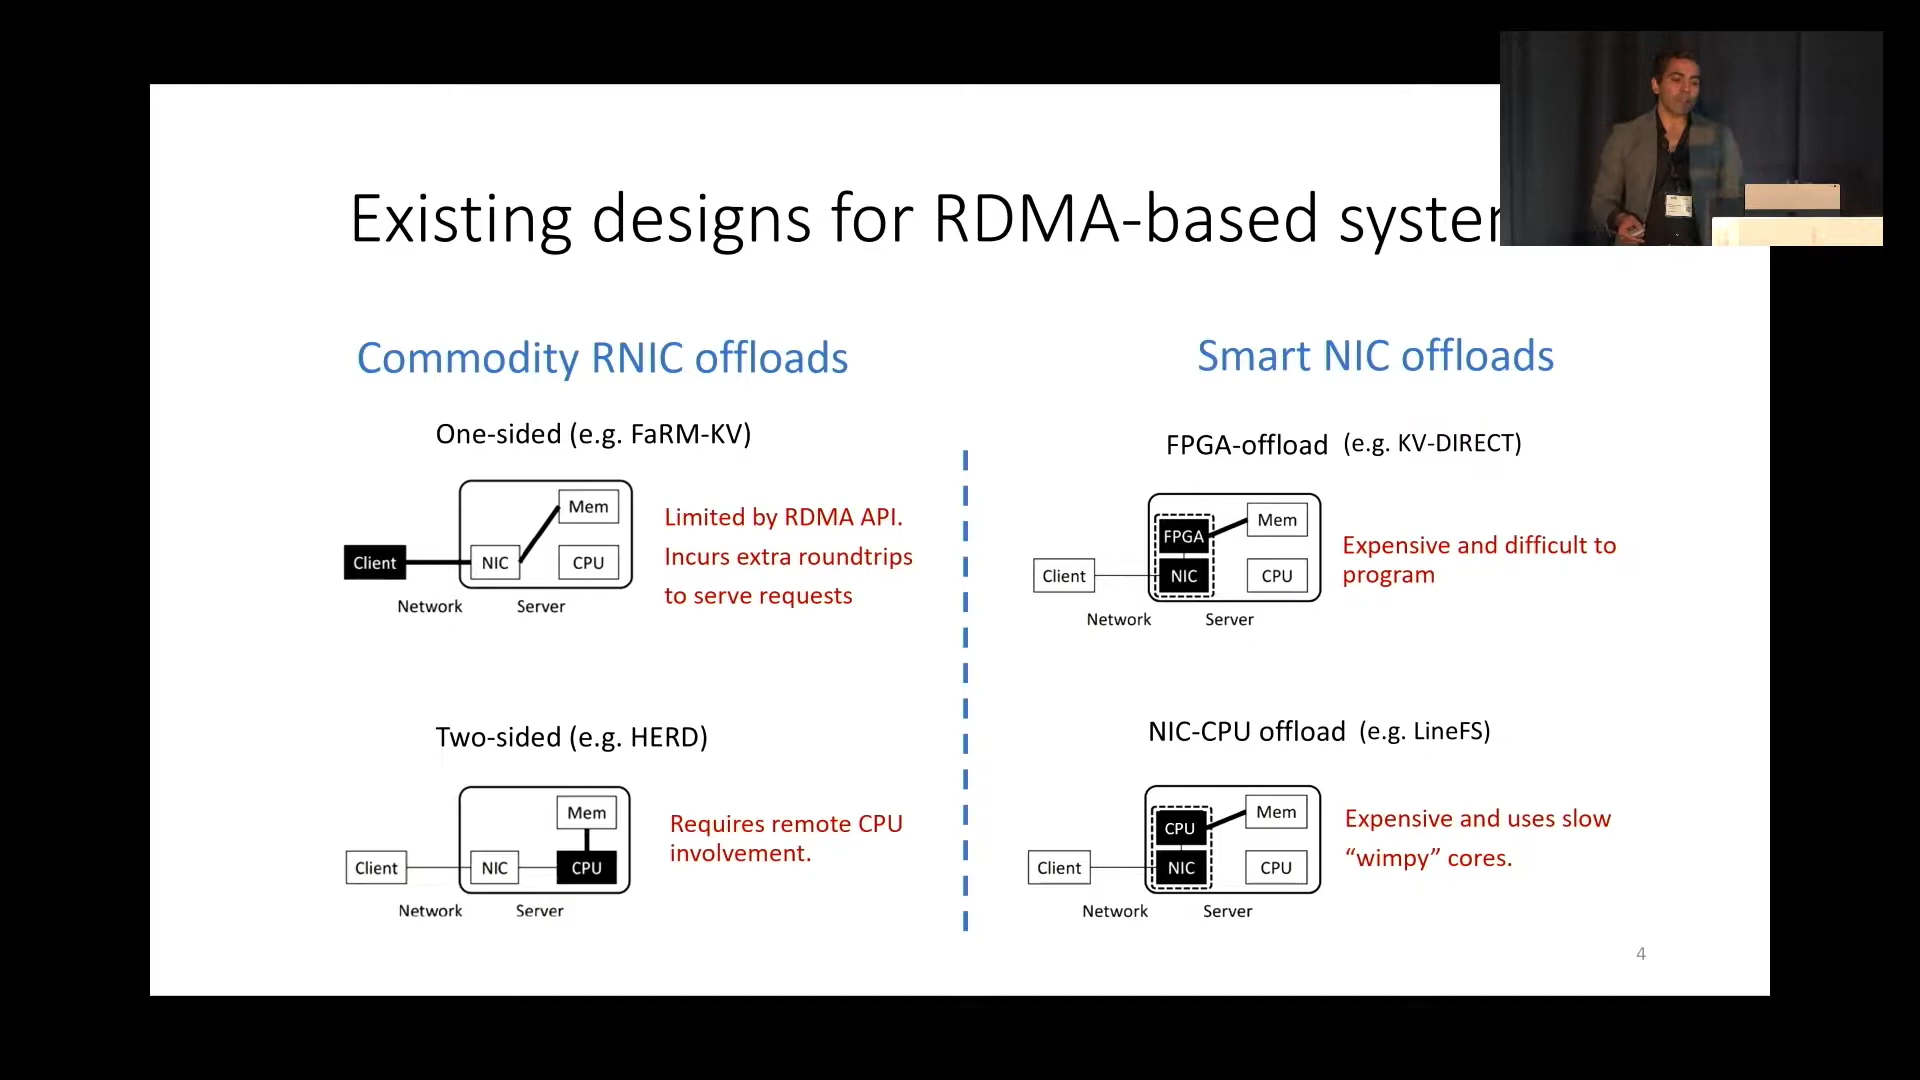 Existing designs for RDMA-based syster
Commodity RNIC offloads
One-sided (e.g. FaRM-KV)
Mem
Client
NIC
CPU
Network
Server
Limited by RDMA API.
Incurs extra roundtrips
to serve requests
Two-sided (e.g. HERD)
Mem
Client
NIC
CPU
Network
Server
Requires remote CPU
involvement.
Smart NIC offloads
FPGA-offload (e.g. KV-DIRECT)
FPGA
Mem
Client
NIC
CPU
Network
Server
Expensive and difficult to
program
NIC-CPU offload (e.g. LineFS)
CPU
Mem
Client
NIC
CPU
Network
Server
Expensive and uses slow
“wimpy” cores.
4